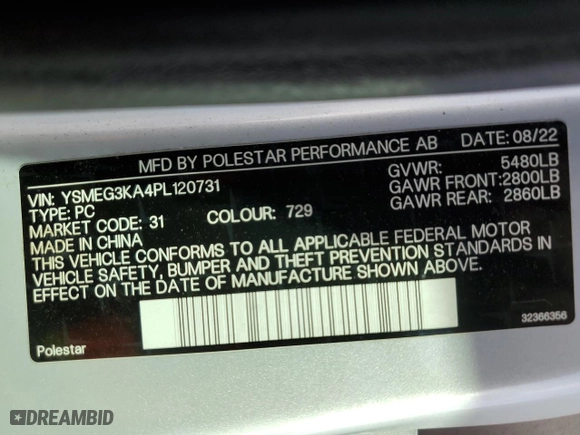 MFD BY POLESTAR PERFORMANCE AB DATE: 08/22
VIN: YSMEG3KA4PL120731 GVWR: 5480LB
TYPE: PC GAWR FRONT:2800LB
MARKET CODE: 31 COLOUR: 729 GAWR REAR: 2860LB
MADE IN CHINA
THIS VEHICLE CONFORMS TO ALL APPLICABLE FEDERAL MOTOR
VEHICLE SAFETY, BUMPER AND THEFT PREVENTION STANDARDS IN
EFFECT ON THE DATE OF MANUFACTURE SHOWN ABOVE.
Polestar 32366356
DREAMBID